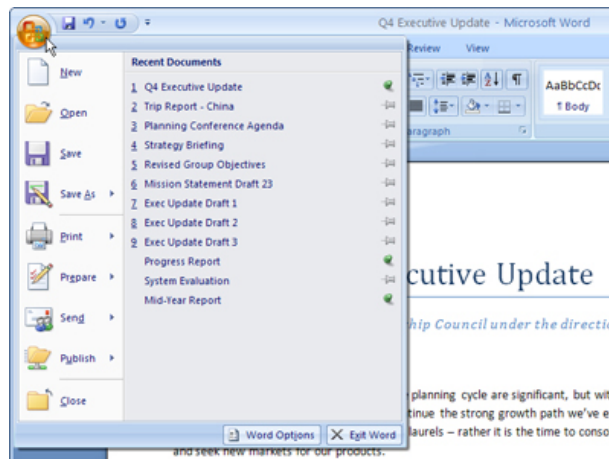 Q4 Executive Update - Microsoft Word
Review View
New
Open
Save
Save As
Print
Prepare
Send
Publish
Close
Recent Documents
1 Q4 Executive Update
2 Trip Report - China
3 Planning Conference Agenda
4 Strategy Briefing
5 Revised Group Objectives
6 Mission Statement Draft 23
7 Exec Update Draft 1
8 Exec Update Draft 2
9 Exec Update Draft 3
Progress Report
System Evaluation
Mid-Year Report
Word Options
Exit Word
AaBbCcDc
¶ Body
aragraph
cutive Update
hip Council under the directi
planning cycle are significant, but wit
tinue the strong growth path we've e
laurels – rather it is the time to conso
and seek new markets for our products.